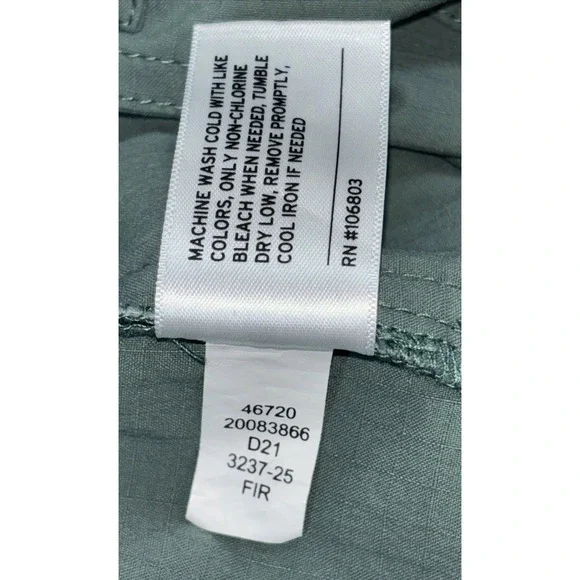 MACHINE WASH COLD WITH LIKE
COLORS, ONLY NON-CHLORINE
BLEACH WHEN NEEDED, TUMBLE
DRY LOW, REMOVE PROMPTLY,
COOL IRON IF NEEDED
RN #106803
46720
20083866
D21
3237-25
FIR